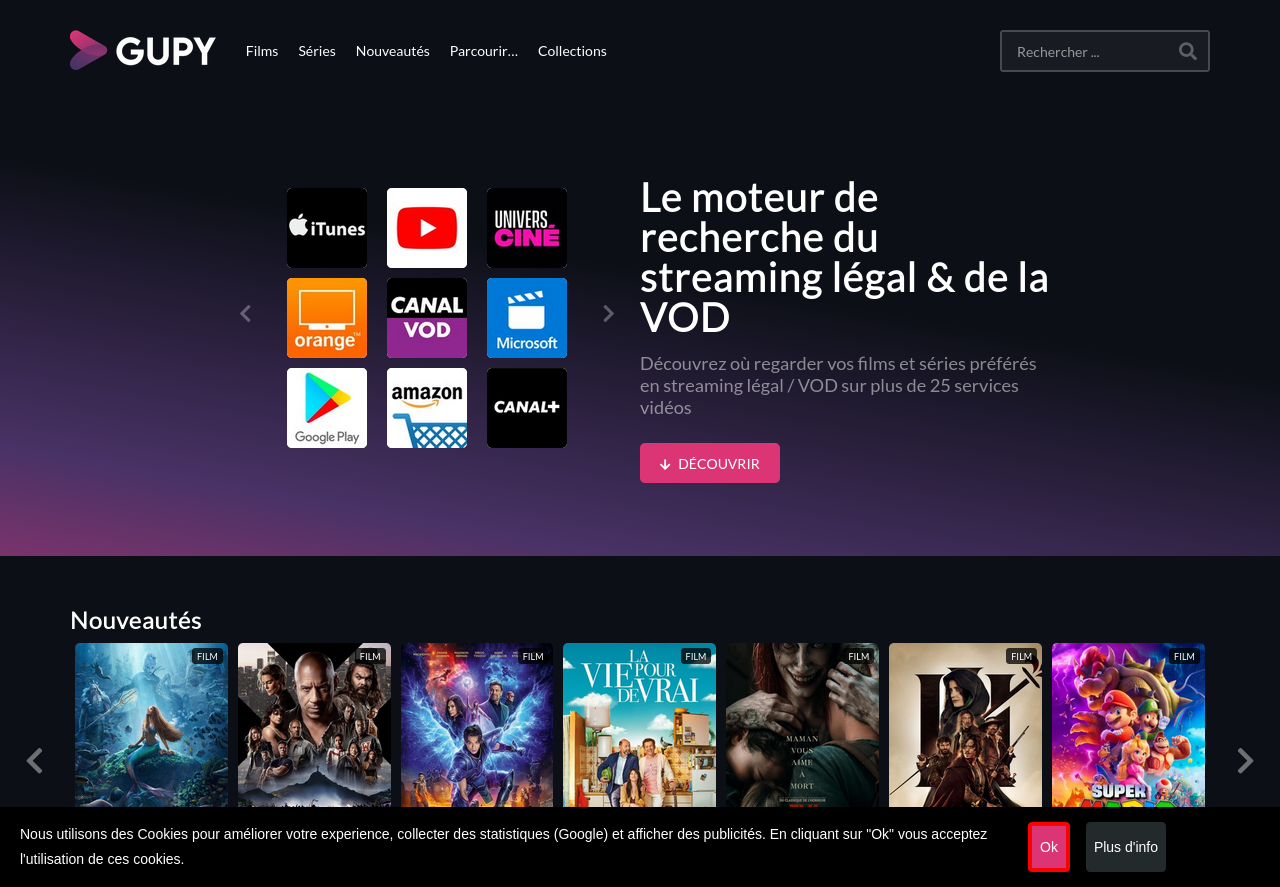 GUPY
Films
Séries
Nouveautés
Parcourir…
Collections
Rechercher ...
iTunes
UNIVERS
CINÉ
orange™
CANAL
VOD
Microsoft
Google Play
amazon
CANAL+
Le moteur de
recherche du
streaming légal & de la
VOD
Découvrez où regarder vos films et séries préférés
en streaming légal / VOD sur plus de 25 services
vidéos
DÉCOUVRIR
Nouveautés
FILM
FILM
FILM
FILM
LA
VIE POUR
DE VRAI
FILM
MAMAN
VOUS
AIME
À
MORT
FILM
FILM
SUPER
Nous utilisons des Cookies pour améliorer votre experience, collecter des statistiques (Google) et afficher des publicités. En cliquant sur "Ok" vous acceptez
l'utilisation de ces cookies.
Ok
Plus d'info